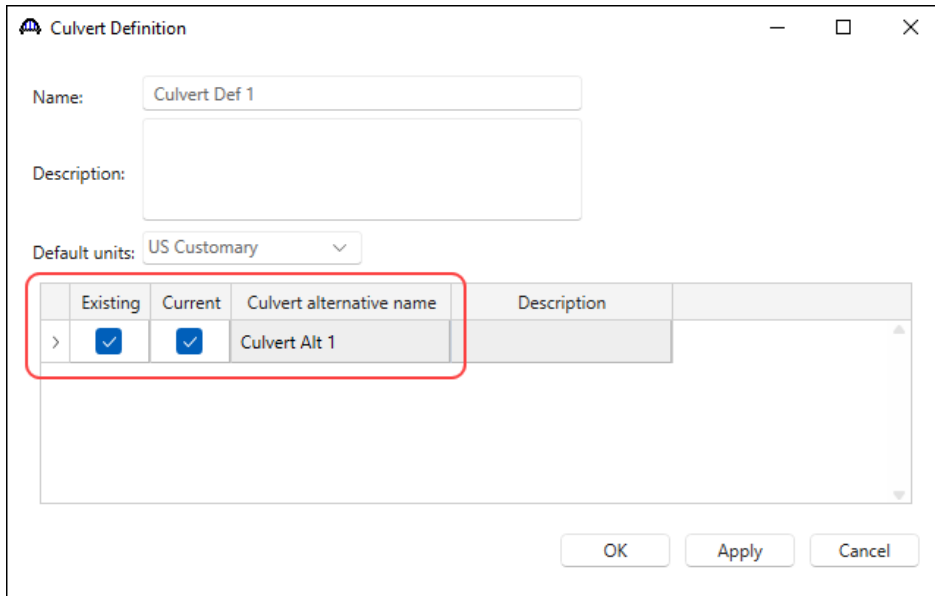 Culvert Definition
Name: Culvert Def 1
Description:
Default units: US Customary
Existing Current Culvert alternative name Description
Culvert Alt 1
OK Apply Cancel